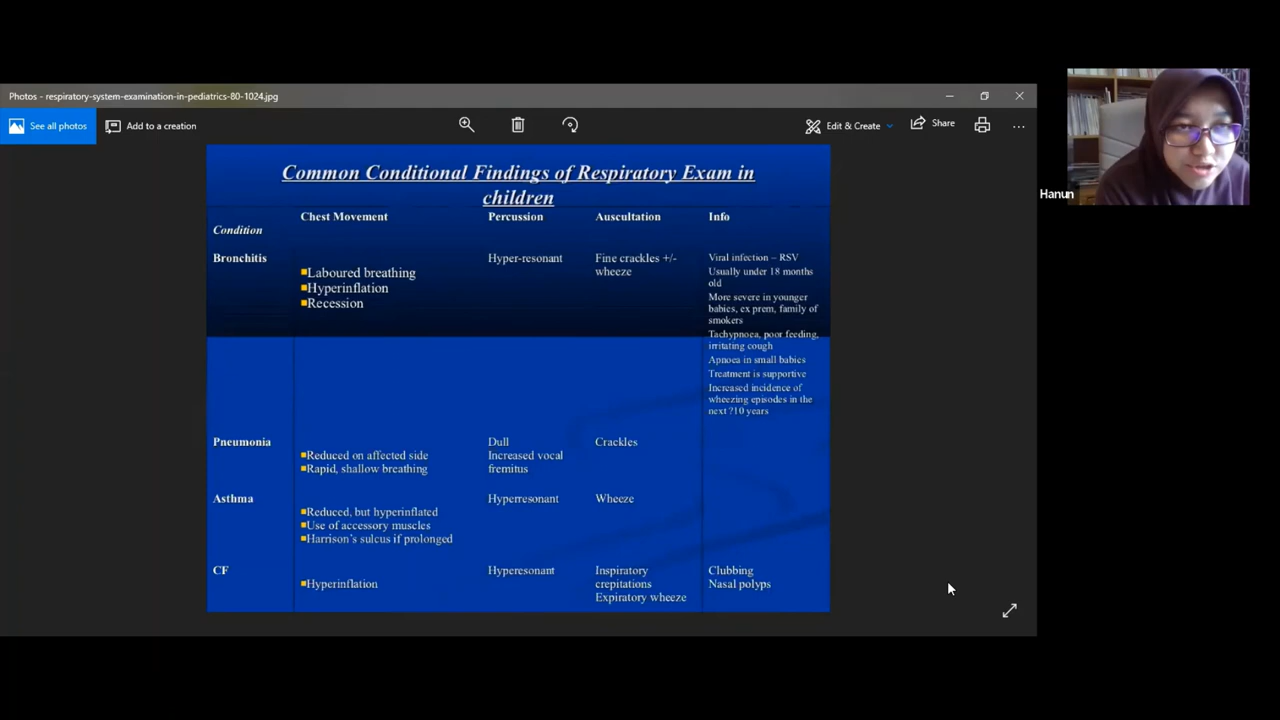 Photos - respiratory-system-examination-in-pediatrics-80-1024.jpg
See all photos
Add to a creation
Edit & Create
Share
Common Conditional Findings of Respiratory Exam in
children
Condition
Chest Movement
Percussion
Auscultation
Info
Bronchitis
Laboured breathing
Hyperinflation
Recession
Hyper-resonant
Fine crackles +/-
wheeze
Viral infection – RSV
Usually under 18 months
old
More severe in younger
babies, ex prem, family of
smokers
Tachypnoea, poor feeding,
irritating cough
Apnoea in small babies
Treatment is supportive
Increased incidence of
wheezing episodes in the
next ?10 years
Pneumonia
Reduced on affected side
Rapid, shallow breathing
Dull
Increased vocal
fremitus
Crackles
Asthma
Reduced, but hyperinflated
Use of accessory muscles
Harrison's sulcus if prolonged
Hyperresonant
Wheeze
CF
Hyperinflation
Hyperesonant
Inspiratory
crepitations
Expiratory wheeze
Clubbing
Nasal polyps
Hanun